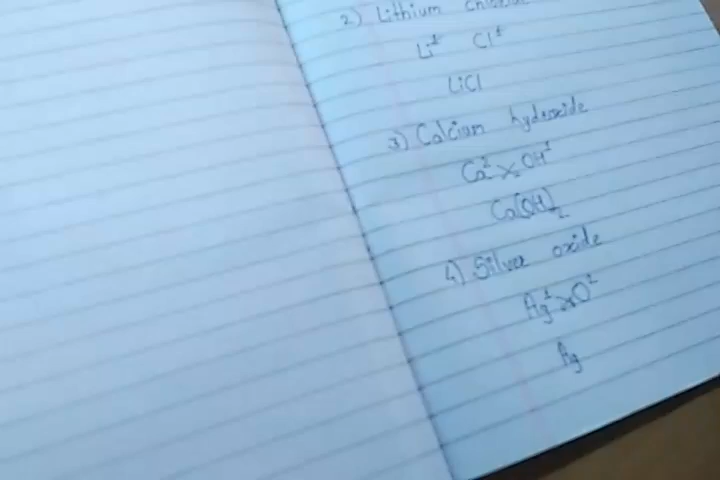 2) Lithium chloride
Li¹ Cl¹
LiCl
3) Calcium hydroxide
Ca² OH¹
Ca(OH)₂
4) Silver oxide
Ag¹ O²
Ag